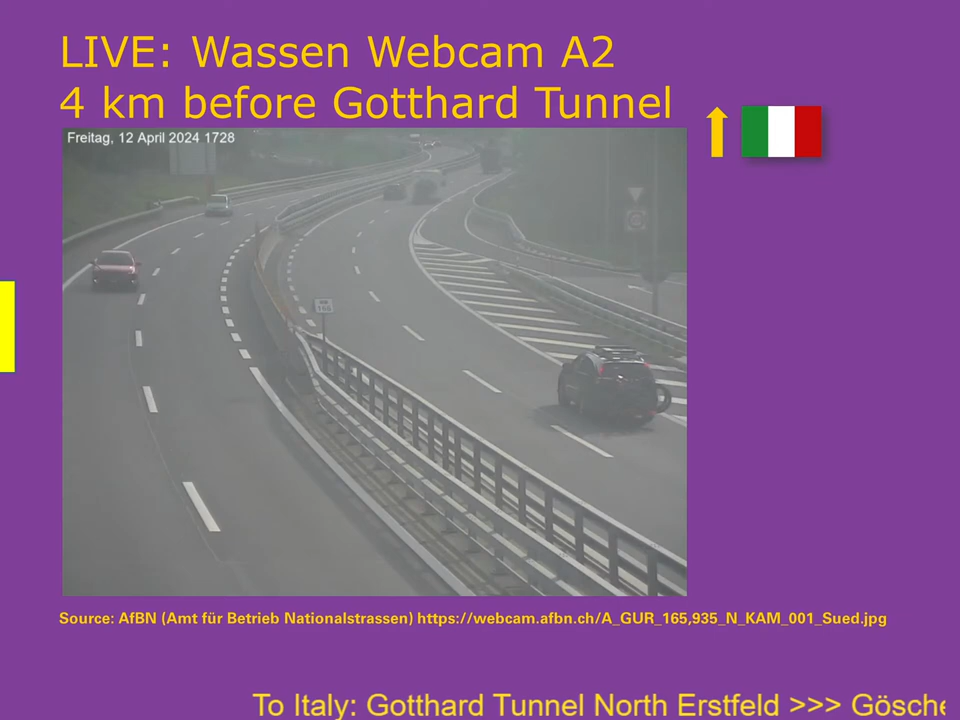 LIVE: Wassen Webcam A2
4 km before Gotthard Tunnel
Freitag, 12 April 2024 1728
Source: AfBN (Amt für Betrieb Nationalstrassen) https://webcam.afbn.ch/A_GUR_165,935_N_KAM_001_Sued.jpg
To Italy: Gotthard Tunnel North Erstfeld >>> Gösche